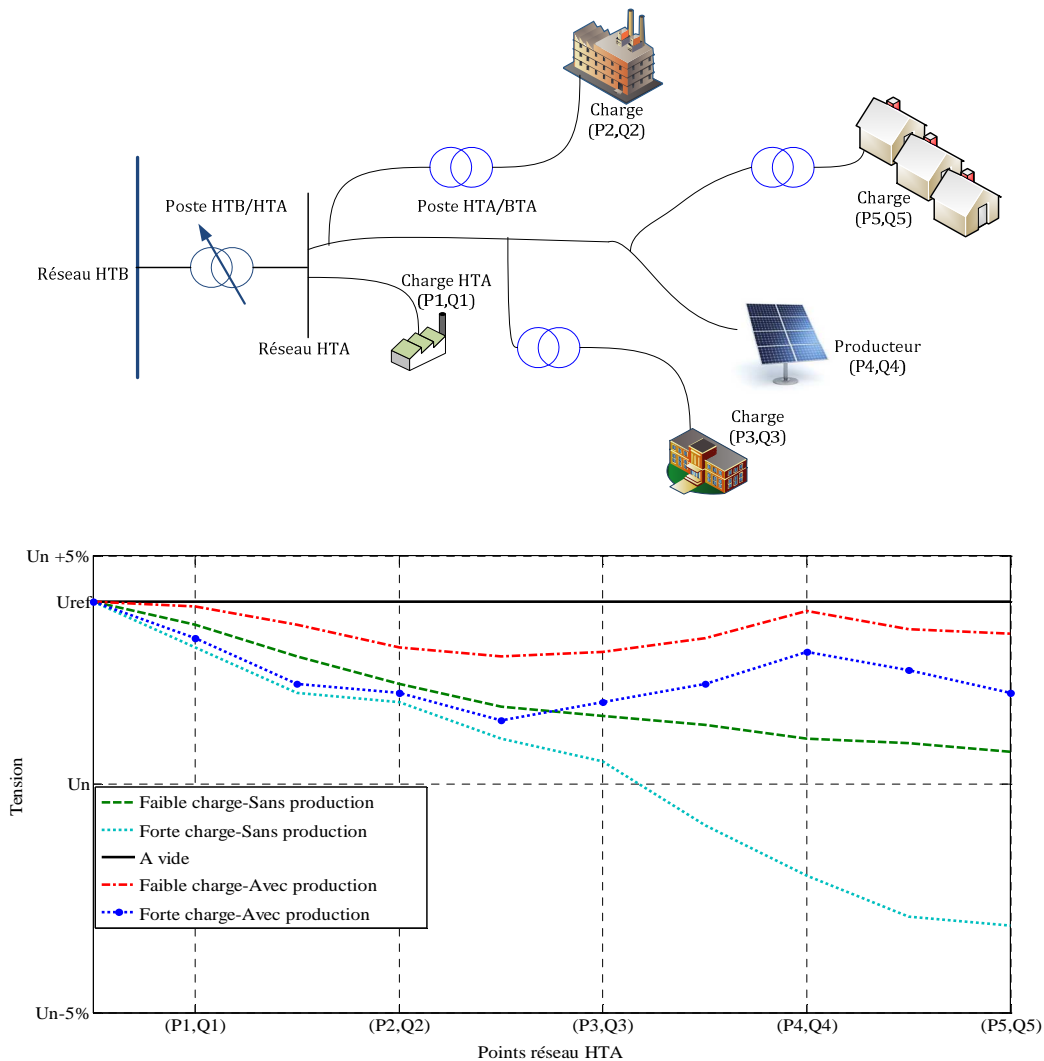 Charge
(P2,Q2)
Charge
(P5,Q5)
Poste HTB/HTA
Poste HTA/BTA
Réseau HTB
Charge HTA
(P1,Q1)
Réseau HTA
Producteur
(P4,Q4)
Charge
(P3,Q3)
Un +5%
Uref
Un
Un-5%
Tension
Faible charge-Sans production
Forte charge-Sans production
A vide
Faible charge-Avec production
Forte charge-Avec production
(P1,Q1)
(P2,Q2)
(P3,Q3)
(P4,Q4)
(P5,Q5)
Points réseau HTA